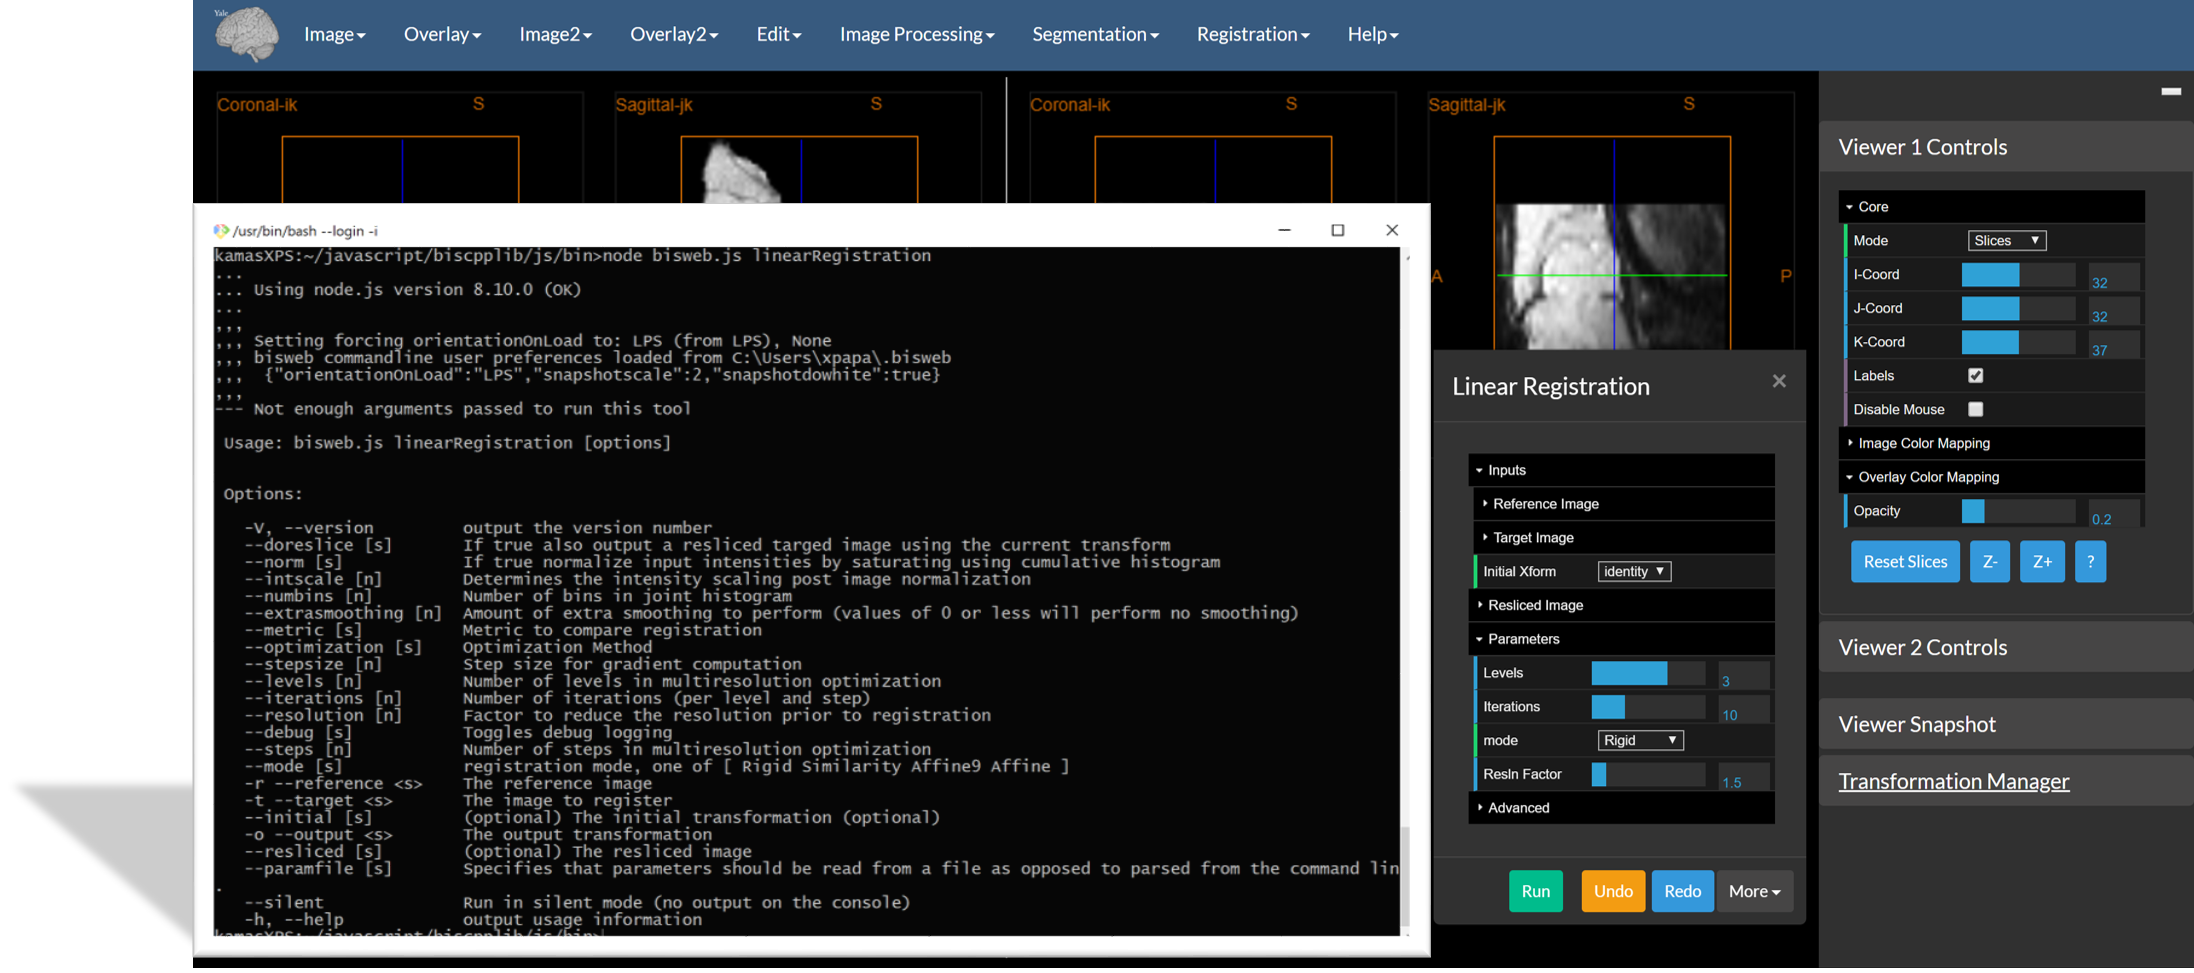 Yale
Image
Overlay
Image2
Overlay2
Edit
Image Processing
Segmentation
Registration
Help
Coronal-ik
S
Sagittal-jk
S
Coronal-ik
S
Sagittal-jk
S
A
P
/usr/bin/bash --login -i
kamasXPS:~/javascript/biscpplib/js/bin>node bisweb.js linearRegistration
...
... Using node.js version 8.10.0 (OK)
...
,,,
,,, Setting forcing orientationOnLoad to: LPS (from LPS), None
,,, bisweb commandline user preferences loaded from C:\Users\xpapa\.bisweb
,,,  {"orientationOnLoad":"LPS","snapshotscale":2,"snapshotdowhite":true}
,,,
--- Not enough arguments passed to run this tool
Usage: bisweb.js linearRegistration [options]
Options:
-V, --version output the version number
--doreslice [s] If true also output a resliced targed image using the current transform
--norm [s] If true normalize input intensities by saturating using cumulative histogram
--intscale [n] Determines the intensity scaling post image normalization
--numbins [n] Number of bins in joint histogram
--extrasmoothing [n] Amount of extra smoothing to perform (values of 0 or less will perform no smoothing)
--metric [s] Metric to compare registration
--optimization [s] Optimization Method
--stepsize [n] Step size for gradient computation
--levels [n] Number of levels in multiresolution optimization
--iterations [n] Number of iterations (per level and step)
--resolution [n] Factor to reduce the resolution prior to registration
--debug [s] Toggles debug logging
--steps [n] Number of steps in multiresolution optimization
--mode [s] registration mode, one of [ Rigid Similarity Affine9 Affine ]
-r --reference <s> The reference image
-t --target <s> The image to register
--initial [s] (optional) The initial transformation (optional)
-o --output <s> The output transformation
--resliced [s] (optional) The resliced image
--paramfile [s] Specifies that parameters should be read from a file as opposed to parsed from the command lin
.
--silent Run in silent mode (no output on the console)
-h, --help output usage information
kamasXPS:~/javascript/biscpplib/js/bin>
Linear Registration
×
Inputs
Reference Image
Target Image
Initial Xform identity
Resliced Image
Parameters
Levels 3
Iterations 10
mode Rigid
Resln Factor 1.5
Advanced
Run
Undo
Redo
More
Viewer 1 Controls
Core
Mode Slices
I-Coord 32
J-Coord 32
K-Coord 37
Labels
Disable Mouse
Image Color Mapping
Overlay Color Mapping
Opacity 0.2
Reset Slices
Z-
Z+
?
Viewer 2 Controls
Viewer Snapshot
Transformation Manager